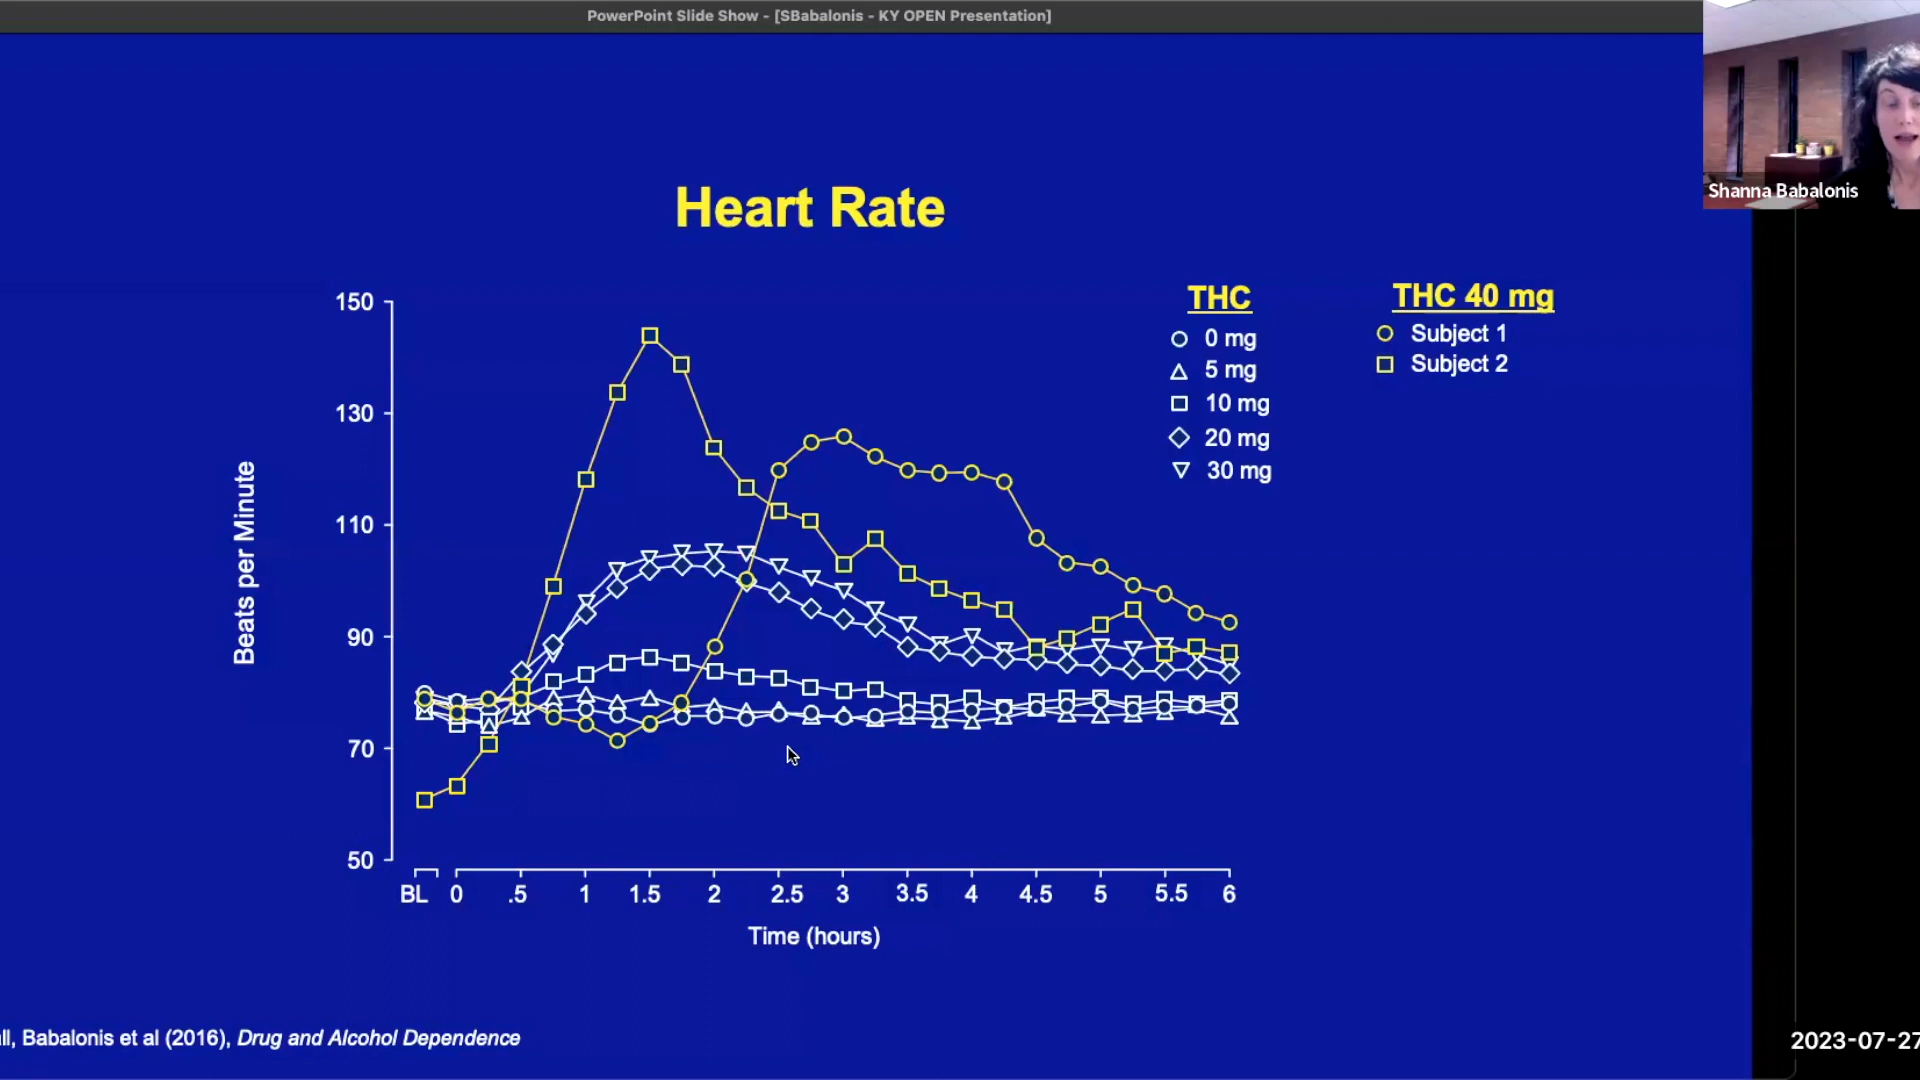 PowerPoint Slide Show - [SBabalonis - KY OPEN Presentation]
Shanna Babalonis
Heart Rate
THC
0 mg
5 mg
10 mg
20 mg
30 mg
THC 40 mg
Subject 1
Subject 2
150
130
110
90
70
50
Beats per Minute
BL 0 .5 1 1.5 2 2.5 3 3.5 4 4.5 5 5.5 6
Time (hours)
Babalonis et al (2016), Drug and Alcohol Dependence
2023-07-27